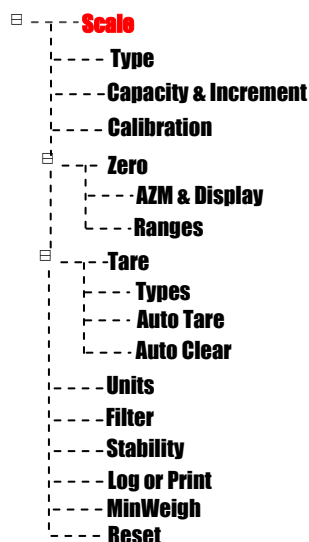 Scale
Type
Capacity & Increment
Calibration
Zero
AZM & Display
Ranges
Tare
Types
Auto Tare
Auto Clear
Units
Filter
Stability
Log or Print
MinWeigh
Reset